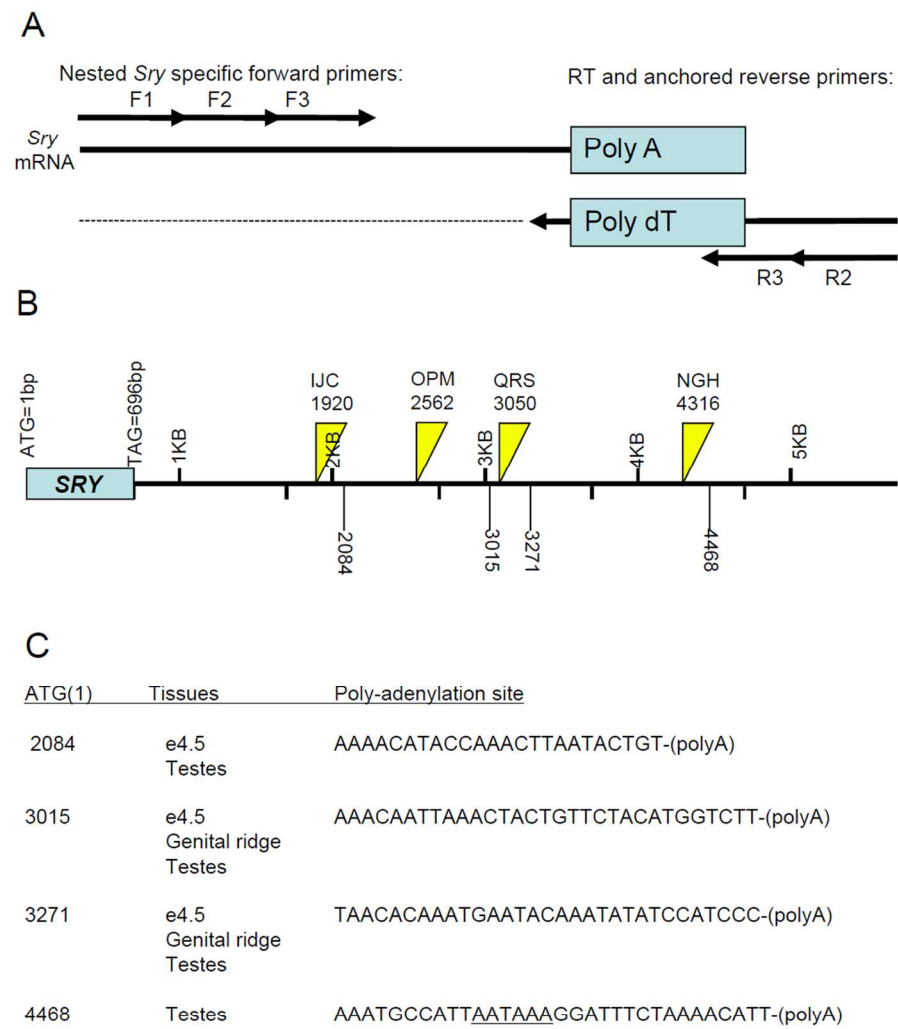 A
Nested Sry specific forward primers:
RT and anchored reverse primers:
F1 F2 F3
Sry
mRNA
Poly A
Poly dT
R3 R2
B
ATG=1bp
TAG=696bp
1KB
IJC
1920
2KB
OPM
2562
QRS
3050
3KB
4KB
NGH
4316
5KB
SRY
2084
3015
3271
4468
C
ATG(1) Tissues Poly-adenylation site
2084 e4.5 AAAACATACCAAACTTAATACTGT-(polyA)
Testes
3015 e4.5 AAACAATTAAACTACTGTTCTACATGGTCTT-(polyA)
Genital ridge
Testes
3271 e4.5 TAACACAAATGAATACAAATATATCCATCCC-(polyA)
Genital ridge
Testes
4468 Testes AAATGCCATTAATAAAGGATTTCTAAAACATT-(polyA)